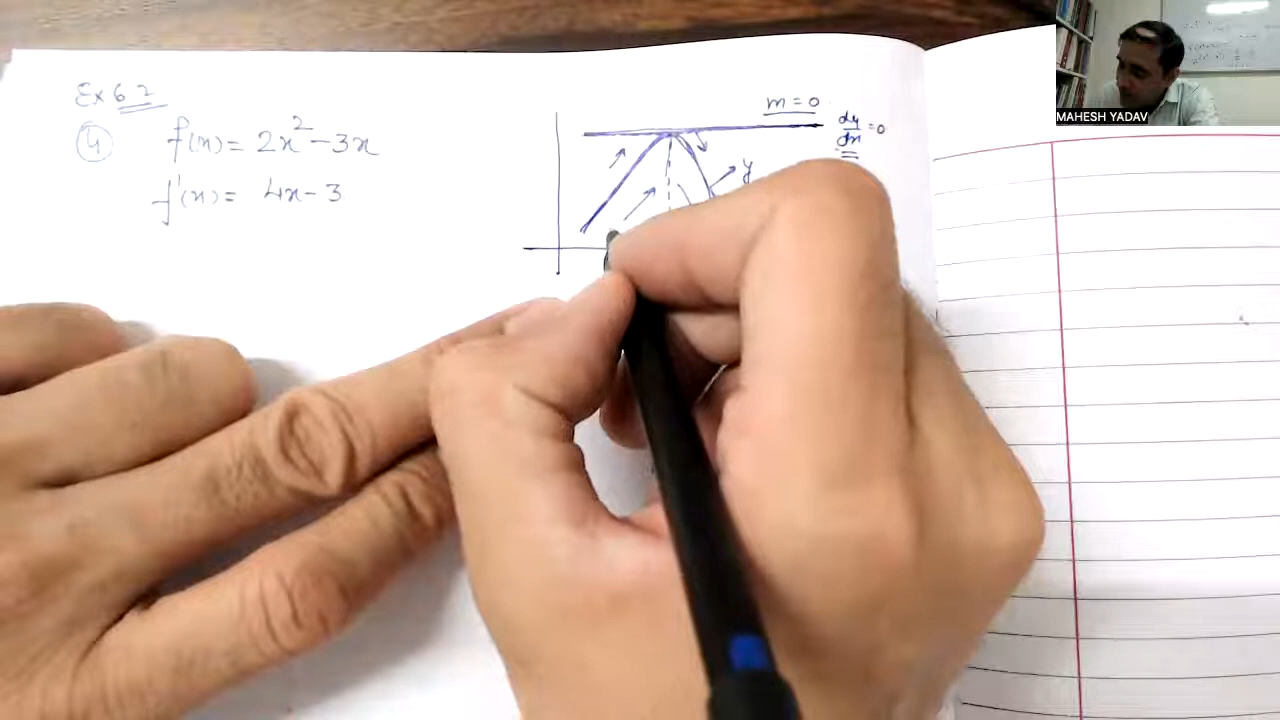 Ex 6.2
4 f(x) = 2x² - 3x
f'(x) = 4x - 3
m = 0
dy/dx = 0
y
MAHESH YADAV